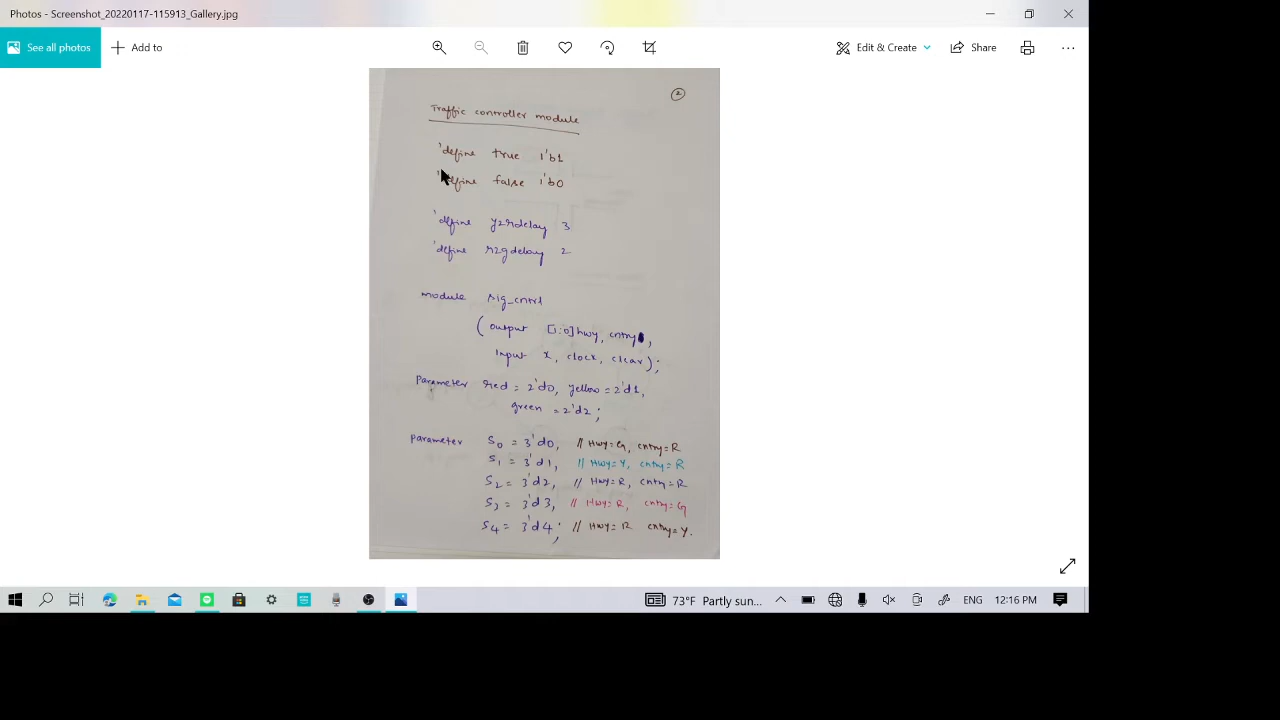 Photos - Screenshot_20220117-115913_Gallery.jpg
See all photos
Add to
Edit & Create
Share
2
Traffic controller module
'define true 1'b1
'define false 1'b0
'define y2rdelay 3
'define r2gdelay 2
module sig_cntrl
(output [1:0]hwy, cntry,
input x, clock, clear);
Parameter red = 2'd0, yellow = 2'd1,
green = 2'd2;
Parameter S0 = 3'd0, // Hwy=G, cntry=R
S1 = 3'd1, // Hwy=Y, cntry=R
S2 = 3'd2, // Hwy=R, cntry=R
S3 = 3'd3, // Hwy=R, cntry=G
S4 = 3'd4; // Hwy=R cntry=Y.
73°F Partly sun...
ENG
12:16 PM